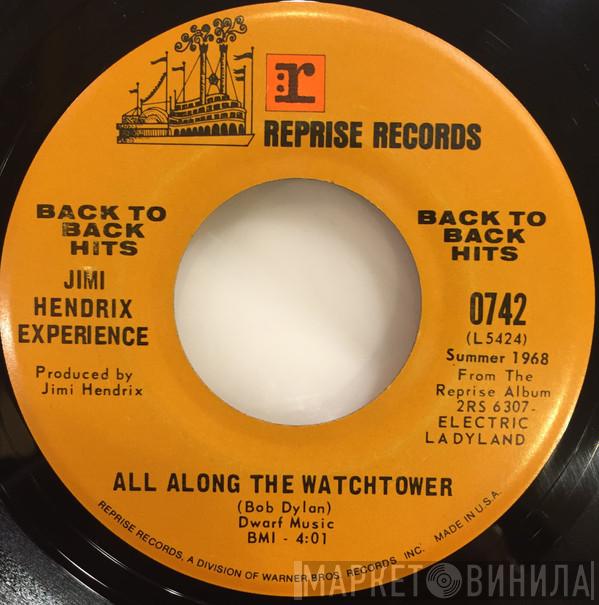 r:
REPRISE RECORDS
BACK TO
BACK
HITS
JIMI
HENDRIX
EXPERIENCE
Produced by
Jimi Hendrix
BACK TO
BACK
HITS
0742
(L5424)
Summer 1968
From The
Reprise Album
2RS 6307-
ELECTRIC
LADYLAND
ALL ALONG THE WATCHTOWER
(Bob Dylan)
Dwarf Music
BMI - 4:01
REPRISE RECORDS, A DIVISION OF WARNER BROS. RECORDS, INC. MADE IN U.S.A.
МАРКЕТ ВИНИЛА